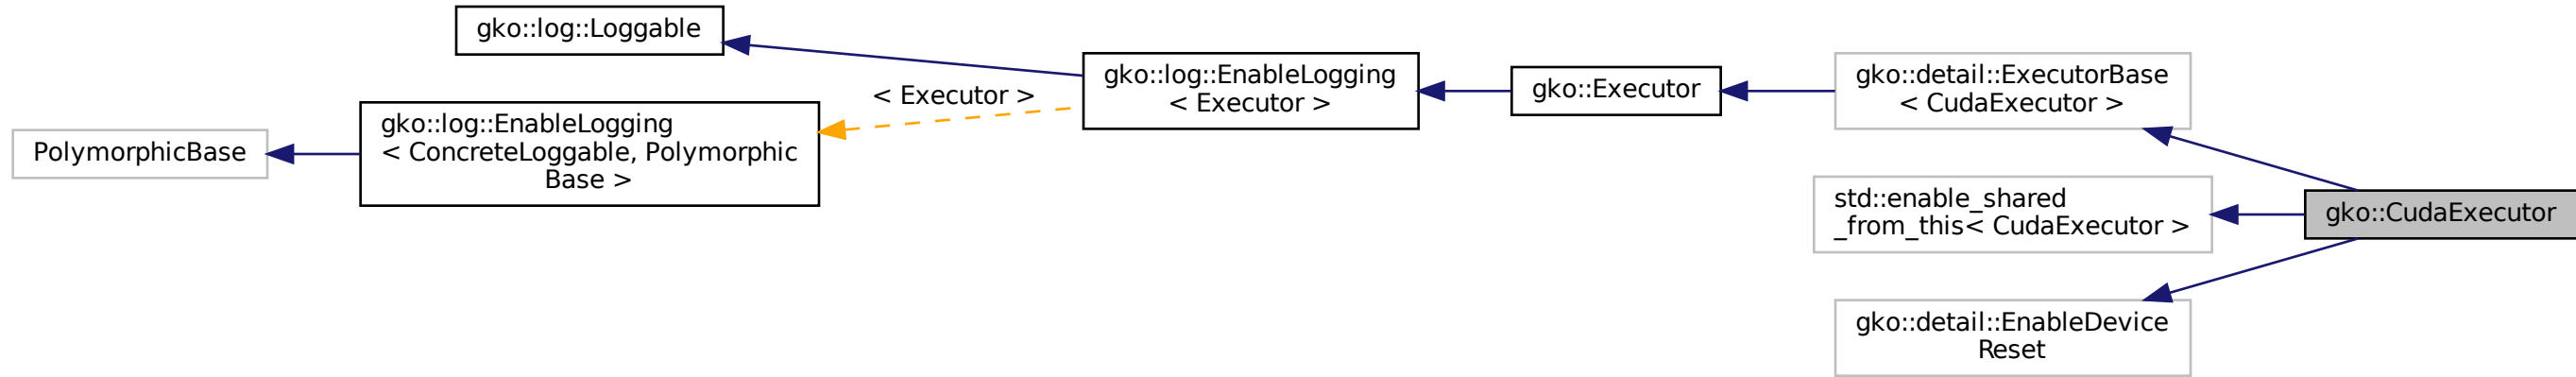 gko::log::Loggable
PolymorphicBase
gko::log::EnableLogging
< ConcreteLoggable, Polymorphic
Base >
< Executor >
gko::log::EnableLogging
< Executor >
gko::Executor
gko::detail::ExecutorBase
< CudaExecutor >
std::enable_shared
_from_this< CudaExecutor >
gko::detail::EnableDevice
Reset
gko::CudaExecutor